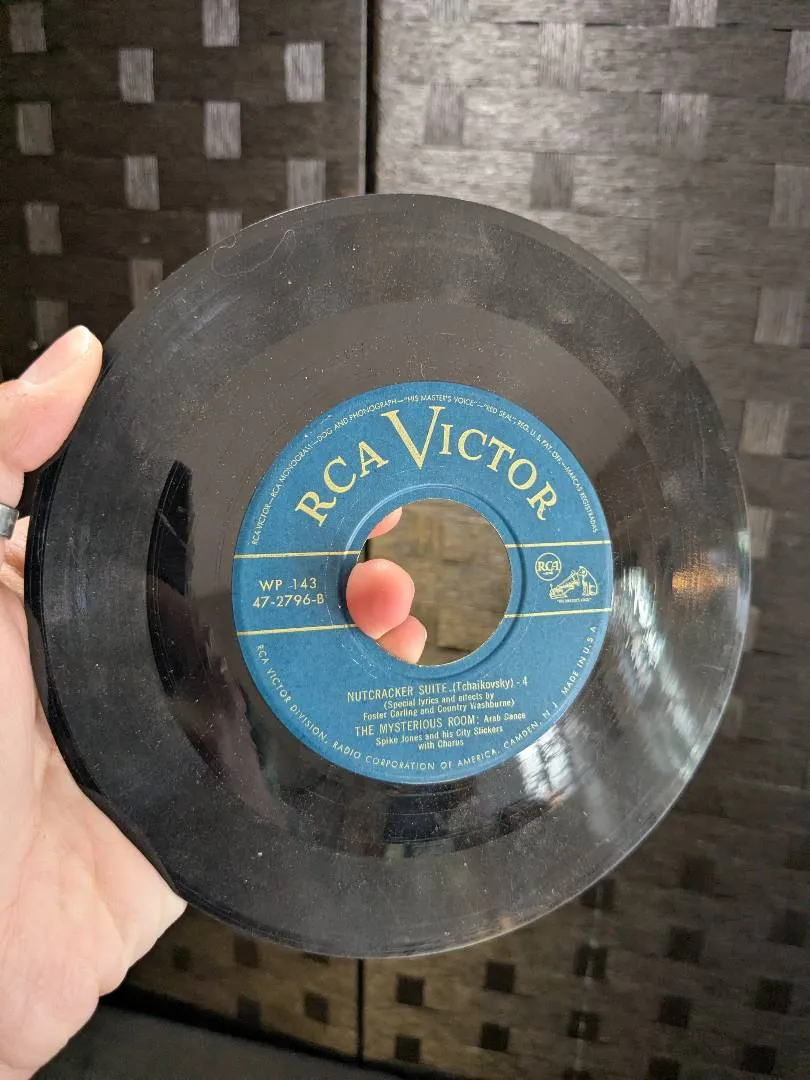 RCA VICTOR—RCA MONOGRAM—DOG AND PHONOGRAPH—"HIS MASTER'S VOICE"—"RED SEAL", REG. U. S. PAT. OFF.—MARCAS REGISTRADAS
RCA VICTOR
RCA
"HIS MASTER'S VOICE"
WP 143
47-2796-B
NUTCRACKER SUITE (Tchaikovsky) - 4
(Special lyrics and effects by
Foster Carling and Country Washburne)
THE MYSTERIOUS ROOM: Arab Dance
Spike Jones and his City Slickers
with Chorus
RCA VICTOR DIVISION, RADIO CORPORATION OF AMERICA, CAMDEN, N. J. MADE IN U. S. A